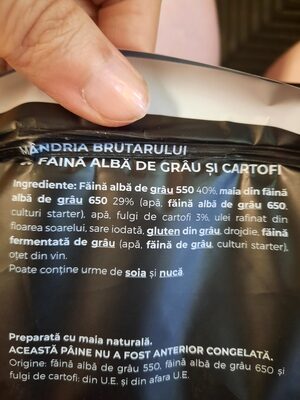 MÂNDRIA BRUTARULUI
FĂINĂ ALBĂ DE GRÂU ȘI CARTOFI
Ingrediente: Făină albă de grâu 550 40%, maia din făină
albă de grâu 650 29% (apă, făină albă de grâu 650,
culturi starter), apă, fulgi de cartofi 3%, ulei rafinat din
floarea soarelui, sare iodată, gluten din grâu, drojdie, făină
fermentată de grâu (apă, făină de grâu, culturi starter),
oțet din vin.
Poate conține urme de soia și nucă.
Preparată cu maia naturală.
ACEASTĂ PÂINE NU A FOST ANTERIOR CONGELATĂ.
Origine: făină albă de grâu 550, făină albă de grâu 650 și
fulgi de cartofi: din U.E. și din afara U.E.